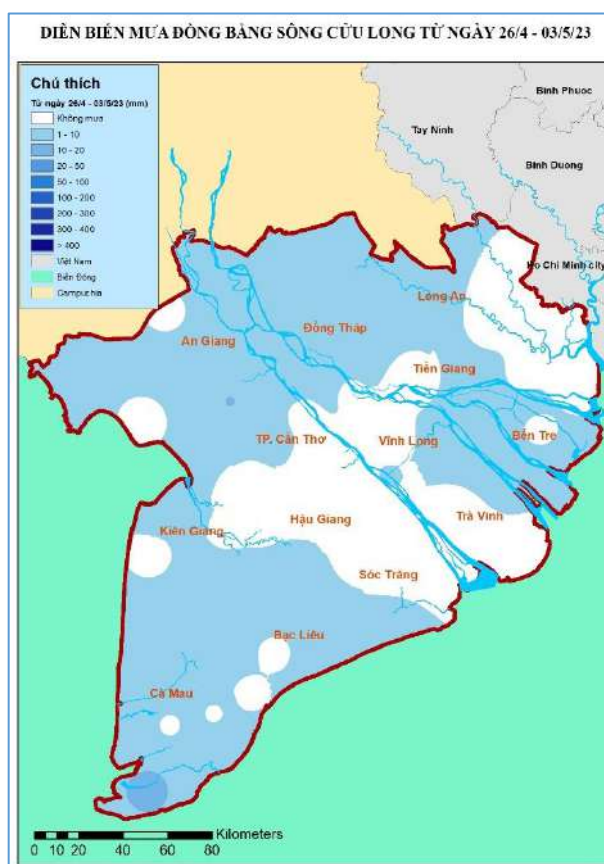 DIỄN BIẾN MƯA ĐỒNG BẰNG SÔNG CỬU LONG TỪ NGÀY 26/4 - 03/5/23
Chú thích
Từ ngày 26/4 - 03/5/23 (mm)
Không mưa
1 - 10
10 - 20
20 - 50
50 - 100
100 - 200
200 - 300
300 - 400
> 400
Việt Nam
Biển Đông
Campuchia
Bình Phuoc
Tay Ninh
Bình Duong
Ho Chi Minh city
Long An
Đồng Tháp
An Giang
Tiền Giang
Bến Tre
TP. Cần Thơ
Vĩnh Long
Trà Vinh
Hậu Giang
Kiên Giang
Sóc Trăng
Bạc Liêu
Cà Mau
Kilometers
0 10 20 40 60 80